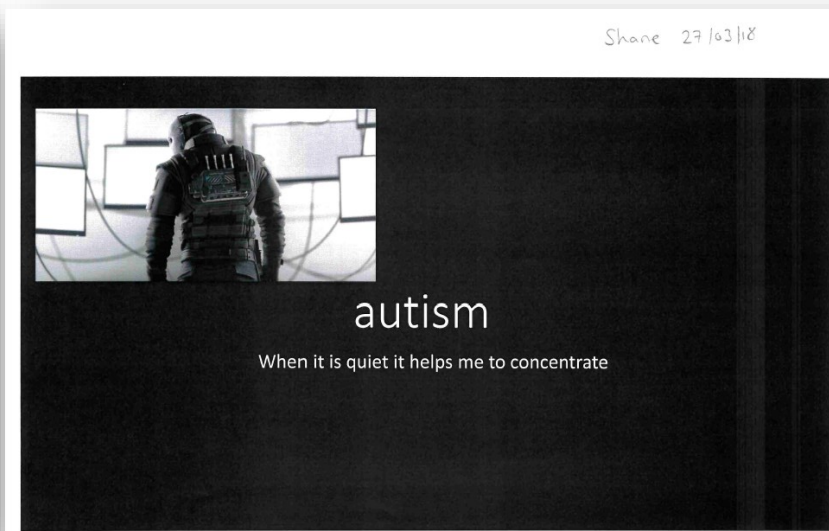 Shane 27/03/18
autism
When it is quiet it helps me to concentrate